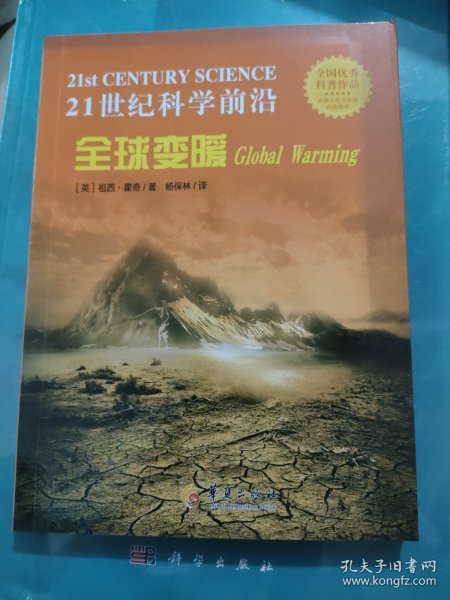 21st CENTURY SCIENCE
21世纪科学前沿
全国优秀
科普作品
全球变暖 Global Warming
[英] 祖西·霍奇/著 杨保林/译
华夏出版社
科学出版社
孔夫子旧书网
www.kongfz.com